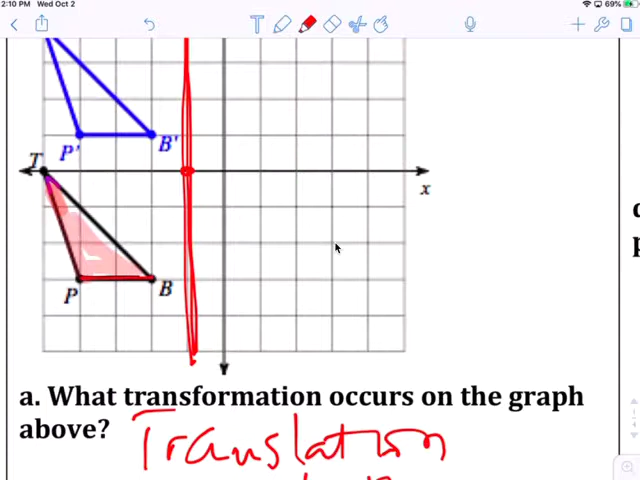 2:10 PM Wed Oct 2
69%
T
P'
B'
T
x
P
B
a. What transformation occurs on the graph
above?
Translation